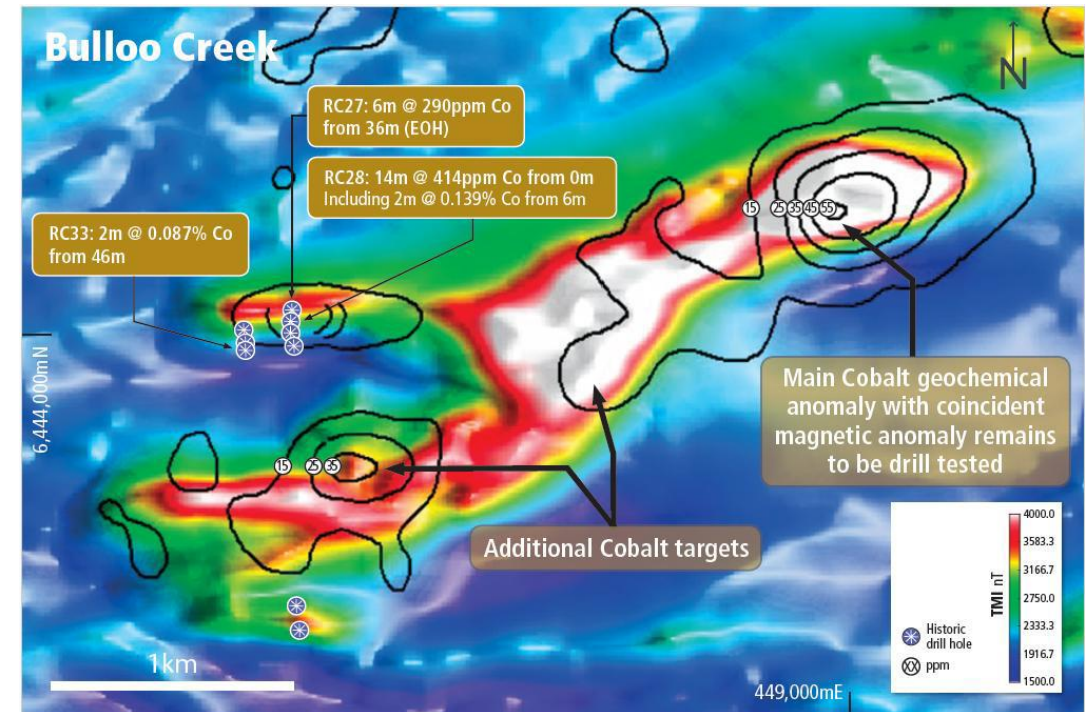 Bulloo Creek
N
RC27: 6m @ 290ppm Co
from 36m (EOH)
RC28: 14m @ 414ppm Co from 0m
Including 2m @ 0.139% Co from 6m
RC33: 2m @ 0.087% Co
from 46m
15 25 35 45 55
6,444,000mN
Main Cobalt geochemical
anomaly with coincident
magnetic anomaly remains
to be drill tested
15 25 35
Additional Cobalt targets
TMI nT
4000.0
3583.3
3166.7
2750.0
2333.3
1916.7
1500.0
Historic
drill hole
XX ppm
1km
449,000mE